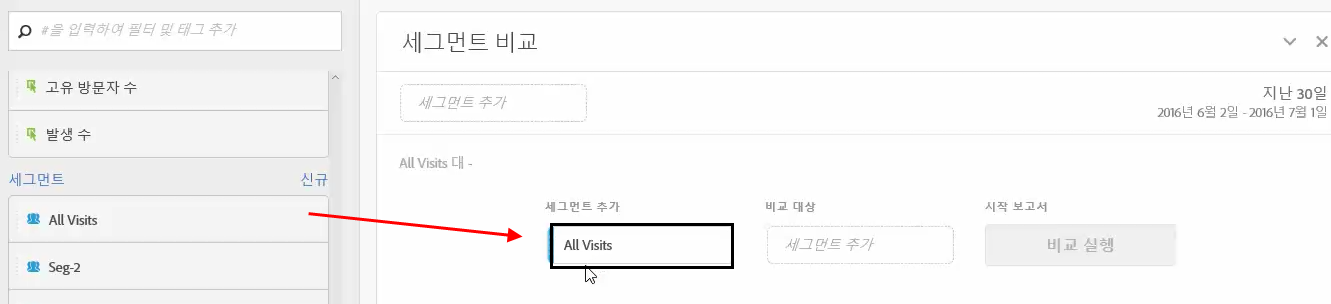 #을 입력하여 필터 및 태그 추가
고유 방문자 수
발생 수
세그먼트 신규
All Visits
Seg-2
세그먼트 비교
세그먼트 추가
지난 30일
2016년 6월 2일 - 2016년 7월 1일
All Visits 대 -
세그먼트 추가 비교 대상 시작 보고서
All Visits 세그먼트 추가 비교 실행